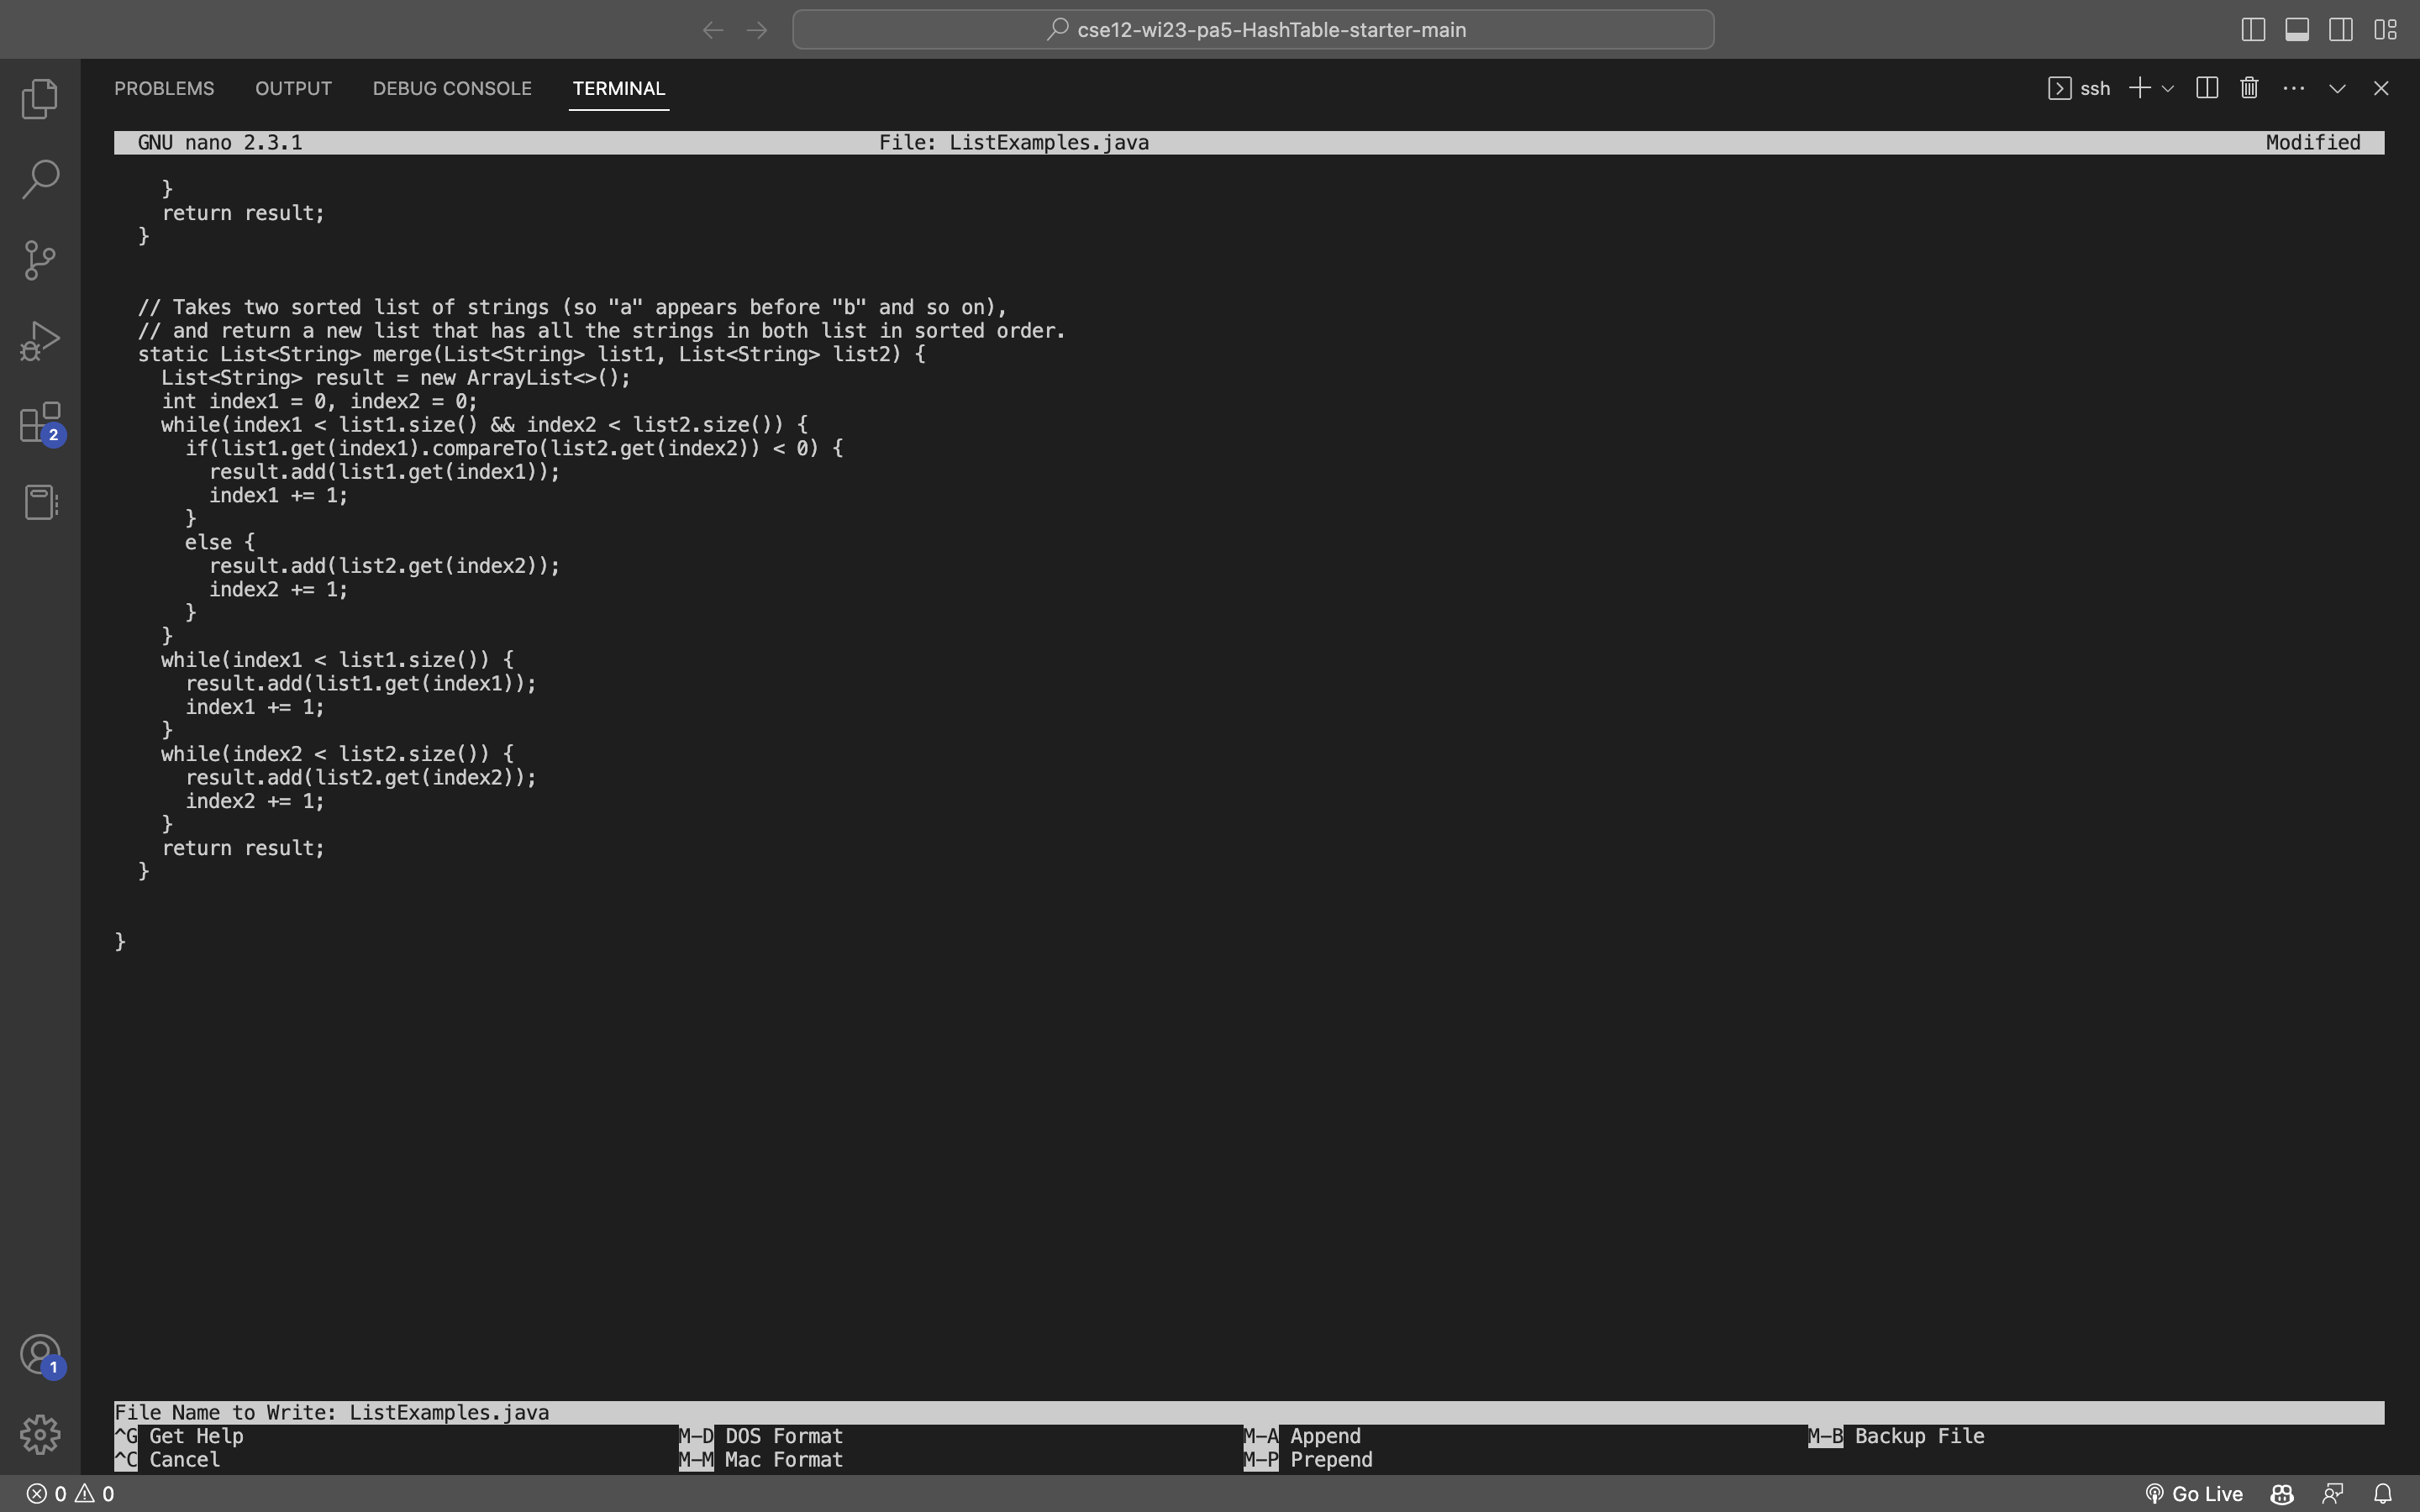 cse12-wi23-pa5-HashTable-starter-main
PROBLEMS OUTPUT DEBUG CONSOLE TERMINAL ssh
GNU nano 2.3.1 File: ListExamples.java Modified
    }
    return result;
  }
  // Takes two sorted list of strings (so "a" appears before "b" and so on),
  // and return a new list that has all the strings in both list in sorted order.
  static List<String> merge(List<String> list1, List<String> list2) {
    List<String> result = new ArrayList<>();
    int index1 = 0, index2 = 0;
    while(index1 < list1.size() && index2 < list2.size()) {
      if(list1.get(index1).compareTo(list2.get(index2)) < 0) {
        result.add(list1.get(index1));
        index1 += 1;
      }
      else {
        result.add(list2.get(index2));
        index2 += 1;
      }
    }
    while(index1 < list1.size()) {
      result.add(list1.get(index1));
      index1 += 1;
    }
    while(index2 < list2.size()) {
      result.add(list2.get(index2));
      index2 += 1;
    }
    return result;
  }
}
2
1
File Name to Write: ListExamples.java
^G Get Help M-D DOS Format M-A Append M-B Backup File
^C Cancel M-M Mac Format M-P Prepend
0 0 Go Live